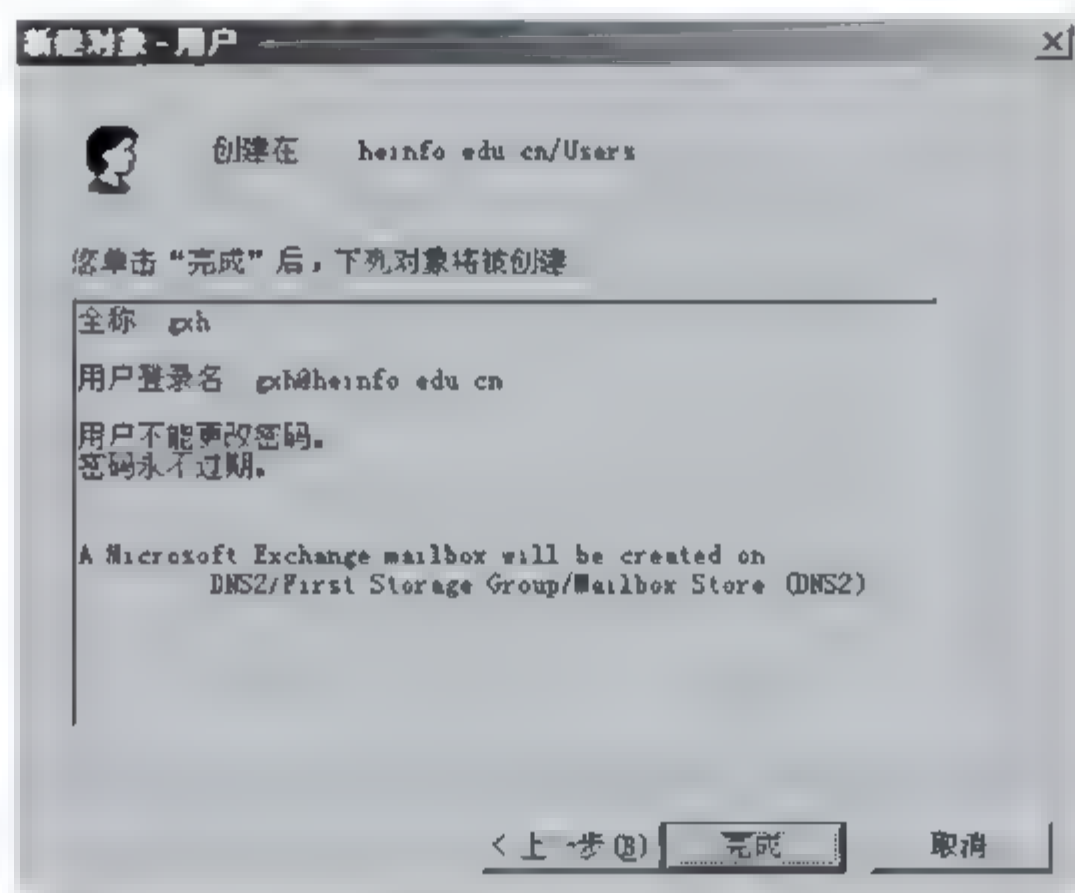 新建对象 - 用户
创建在 heinfo edu cn/Users
您单击“完成”后，下列对象将被创建
全称 gxh
用户登录名 gxh@heinfo edu cn
用户不能更改密码。
密码永不过期。
A Microsoft Exchange mailbox will be created on
DNS2/First Storage Group/Mailbox Store (DNS2)
< 上一步(B) 完成 取消